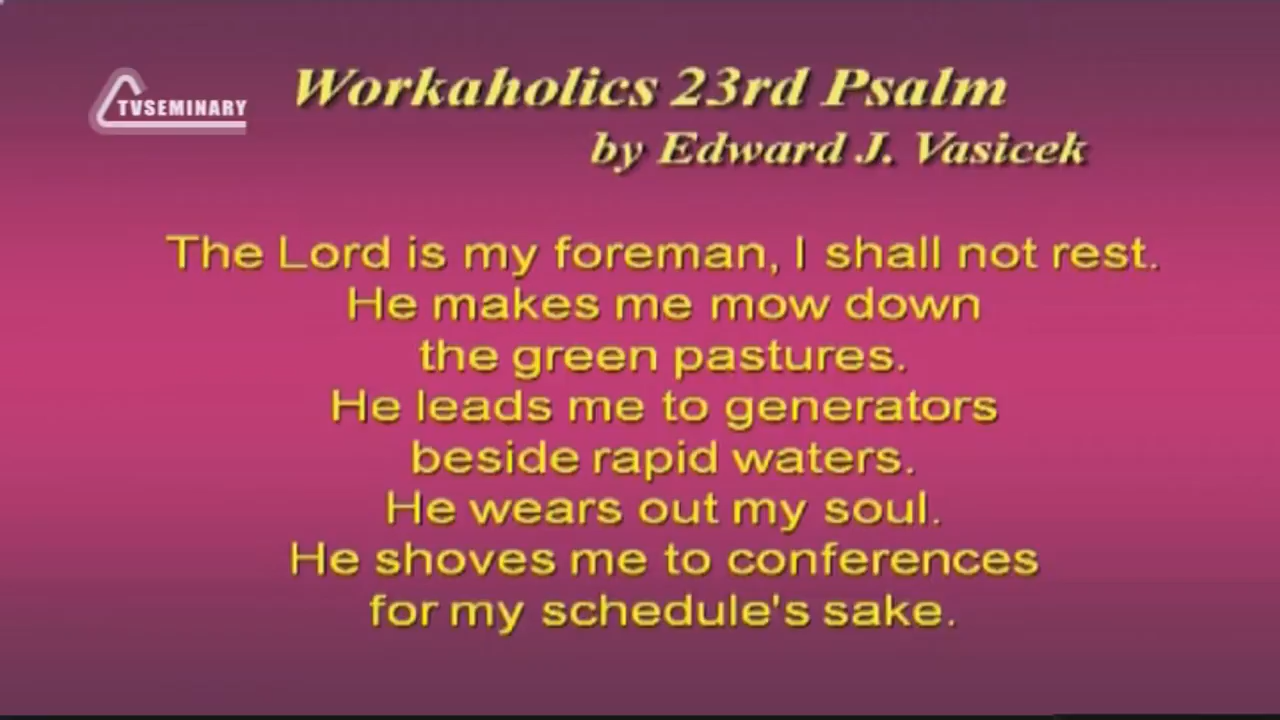 Workaholics 23rd Psalm
TVSEMINARY
by Edward J. Vasicek
The Lord is my foreman, I shall not rest.
He makes me mow down
the green pastures.
He leads me to generators
beside rapid waters.
He wears out my soul.
He shoves me to conferences
for my schedule's sake.